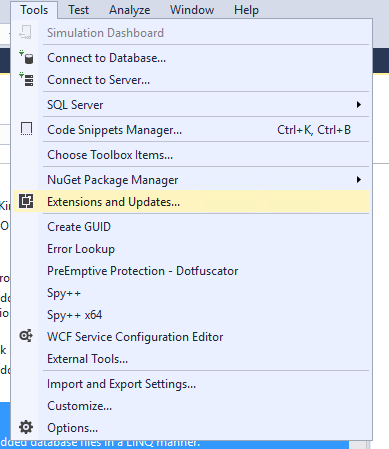 Tools Test Analyze Window Help
Simulation Dashboard
Connect to Database...
Connect to Server...
SQL Server
Code Snippets Manager... Ctrl+K, Ctrl+B
Choose Toolbox Items...
NuGet Package Manager
Extensions and Updates...
Create GUID
Error Lookup
PreEmptive Protection - Dotfuscator
Spy++
Spy++ x64
WCF Service Configuration Editor
External Tools...
Import and Export Settings...
Customize...
Options...
dded database files in a LINQ manner.